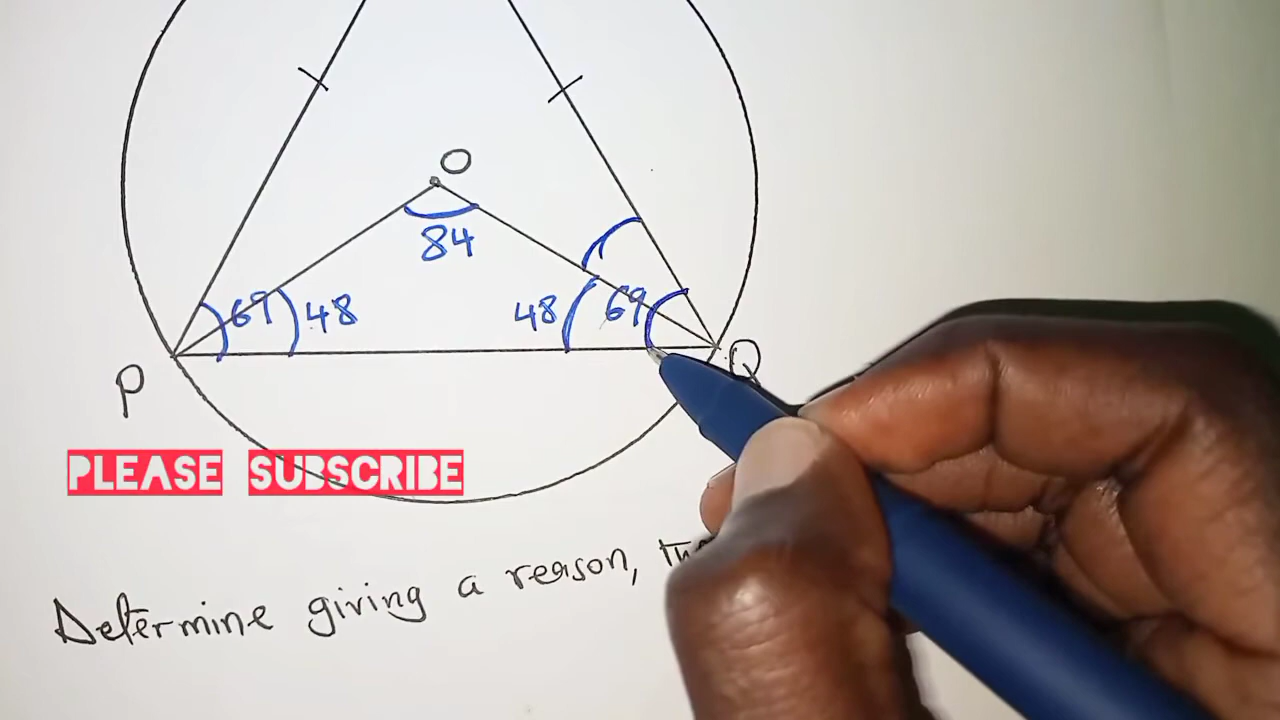 O
84
69 48 48 69
Q
P
PLEASE SUBSCRIBE
Determine giving a reason,